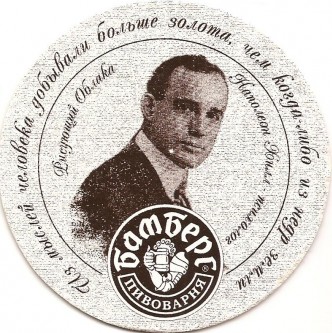 Из мыслей человека добывали больше золота, чем когда-либо из недр земли
Рисующий Облака
Наполеон Хилл. психолог
Бамберг
®
ПИВОВАРНЯ